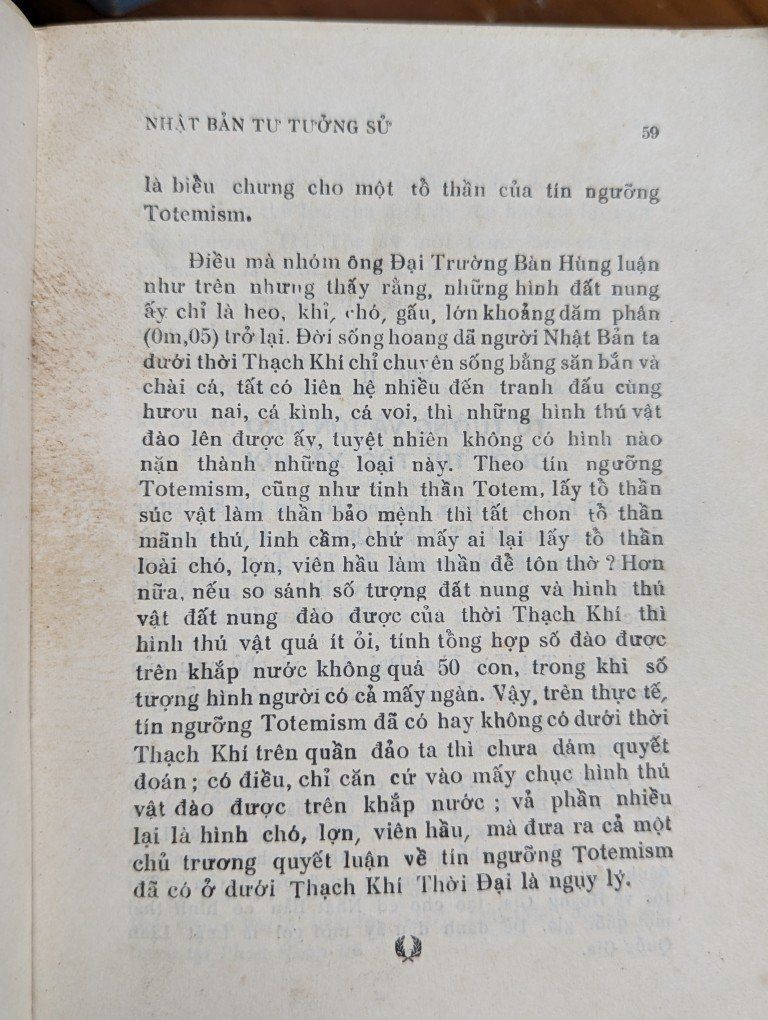 NHẬT BẢN TƯ TƯỞNG SỬ 59
là biểu chưng cho một tổ thần của tín ngưỡng
Totemism.
Điều mà nhóm ông Đại Trường Bàn Hùng luận
như trên nhưng thấy rằng, những hình đất nung
ấy chỉ là heo, khỉ, chó, gấu, lớn khoảng dăm phân
(0m,05) trở lại. Đời sống hoang dã người Nhật Bản ta
dưới thời Thạch Khí chỉ chuyên sống bằng săn bắn và
chài cá, tất có liên hệ nhiều đến tranh đấu cùng
hươu nai, cá kình, cá voi, thì những hình thú vật
đào lên được ấy, tuyệt nhiên không có hình nào
nặn thành những loại này. Theo tín ngưỡng
Totemism, cũng như tinh thần Totem, lấy tổ thần
súc vật làm thần bảo mệnh thì tất chon tổ thần
mãnh thú, linh cầm, chứ mấy ai lại lấy tổ thần
loài chó, lợn, viên hầu làm thần để tôn thờ ? Hơn
nữa, nếu so sánh số tượng đất nung và hình thú
vật đất nung đào được của thời Thạch Khí thì
hình thú vật quá ít ỏi, tính tổng hợp số đào được
trên khắp nước không quá 50 con, trong khi số
tượng hình người có cả mấy ngàn. Vậy, trên thực tế,
tín ngưỡng Totemism đã có hay không có dưới thời
Thạch Khí trên quần đảo ta thì chưa dám quyết
đoán ; có điều, chỉ căn cứ vào mấy chục hình thú
vật đào được trên khắp nước ; vả phần nhiều
lại là hình chó, lợn, viên hầu, mà đưa ra cả một
chủ trương quyết luận về tín ngưỡng Totemism
đã có ở dưới Thạch Khí Thời Đại là ngụy lý.